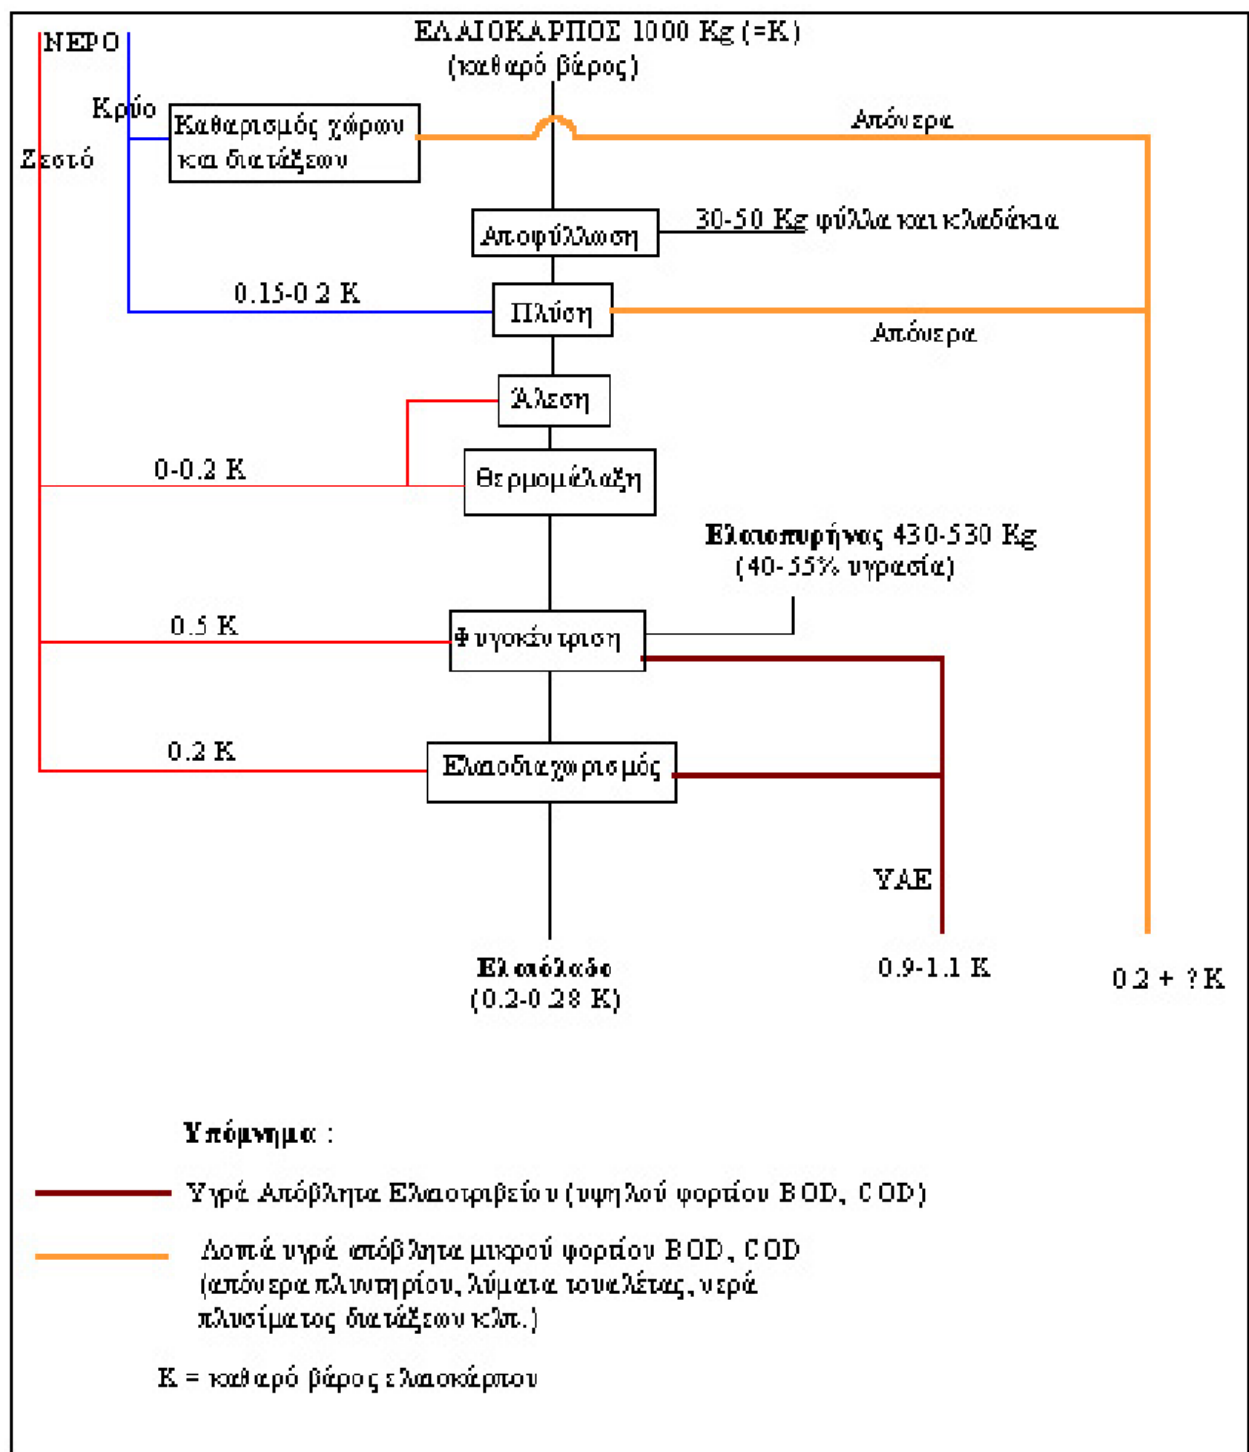 ΝΕΡΟ
ΕΛΑΙΟΚΑΡΠΟΣ 1000 Kg (=Κ)
(καθαρό βάρος)
Κρύο
Ζεστό
Καθαρισμός χώρων
και διατάξεων
Απόνερα
Αποφύλλωση
30-50 Kg φύλλα και κλαδάκια
0.15-0.2 Κ
Πλύση
Απόνερα
Άλεση
0-0.2 Κ
Θερμομάλαξη
Ελαιοπυρήνας 430-530 Kg
(40-55% υγρασία)
0.5 Κ
Φυγοκέντριση
0.2 Κ
Ελαιοδιαχωρισμός
ΥΑΕ
Ελαιόλαδο
(0.2-0.28 Κ)
0.9-1.1 Κ
0.2 + ? Κ
Υπόμνημα :
Υγρά Απόβλητα Ελαιοτριβείου (υψηλού φορτίου BOD, COD)
Λοιπά υγρά απόβλητα μικρού φορτίου BOD, COD
(απόνερα πλυντηρίου, λύματα τουαλέτας, νερά
πλυσίματος διατάξεων κλπ.)
Κ = καθαρό βάρος ελαιοκάρπου